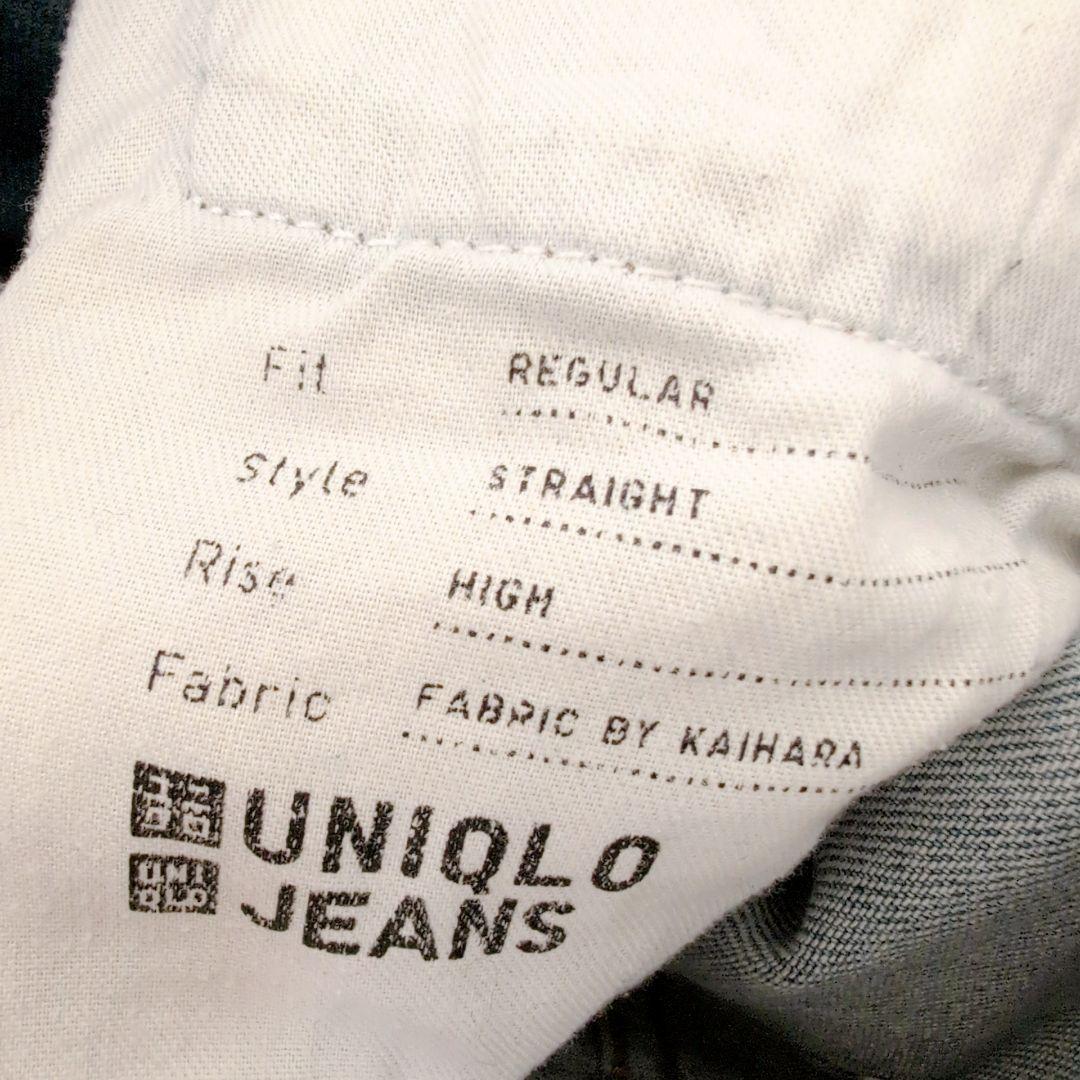 Fit REGULAR
style STRAIGHT
Rise HIGH
Fabric FABRIC BY KAIHARA
UNIQLO
JEANS